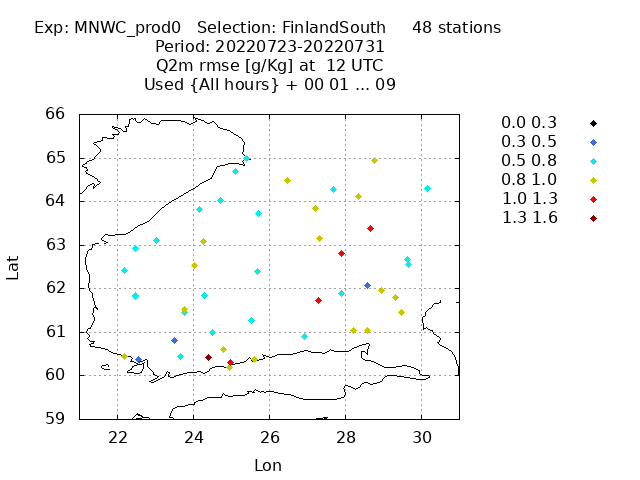 Exp: MNWC_prod0 Selection: FinlandSouth 48 stations
Period: 20220723-20220731
Q2m rmse [g/Kg] at 12 UTC
Used {All hours} + 00 01 ... 09
66
65
64
63
62
61
60
59
22 24 26 28 30
Lat
Lon
0.0 0.3
0.3 0.5
0.5 0.8
0.8 1.0
1.0 1.3
1.3 1.6